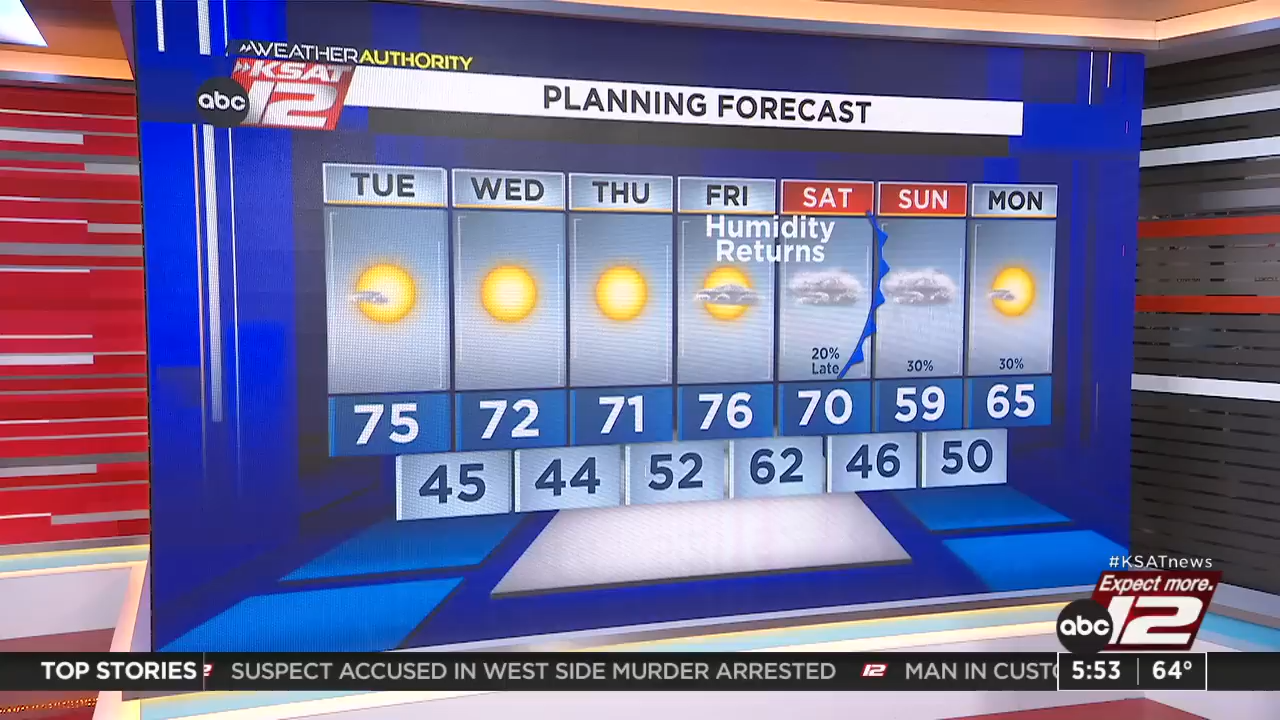 »WEATHERAUTHORITY
»KSAT
abc 12
PLANNING FORECAST
TUE WED THU FRI SAT SUN MON
Humidity
Returns
20%
Late 30% 30%
75 72 71 76 70 59 65
45 44 52 62 46 50
#KSATnews
Expect more.
abc 12
TOP STORIES SUSPECT ACCUSED IN WEST SIDE MURDER ARRESTED 12 MAN IN CUSTO 5:53 64°